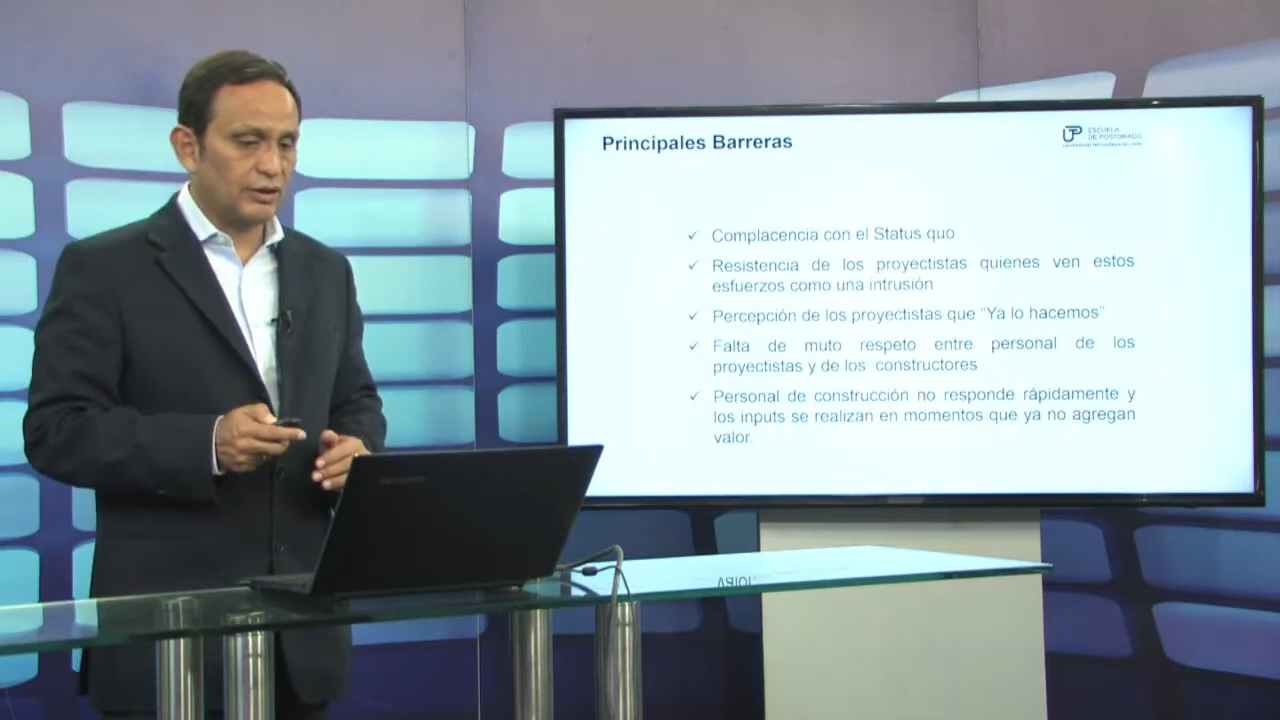 Principales Barreras
ESCUELA
DE POSTGRADO
✓ Complacencia con el Status quo
✓ Resistencia de los proyectistas quienes ven estos
esfuerzos como una intrusión
✓ Percepción de los proyectistas que "Ya lo hacemos"
✓ Falta de muto respeto entre personal de los
proyectistas y de los constructores
✓ Personal de construcción no responde rápidamente y
los inputs se realizan en momentos que ya no agregan
valor.